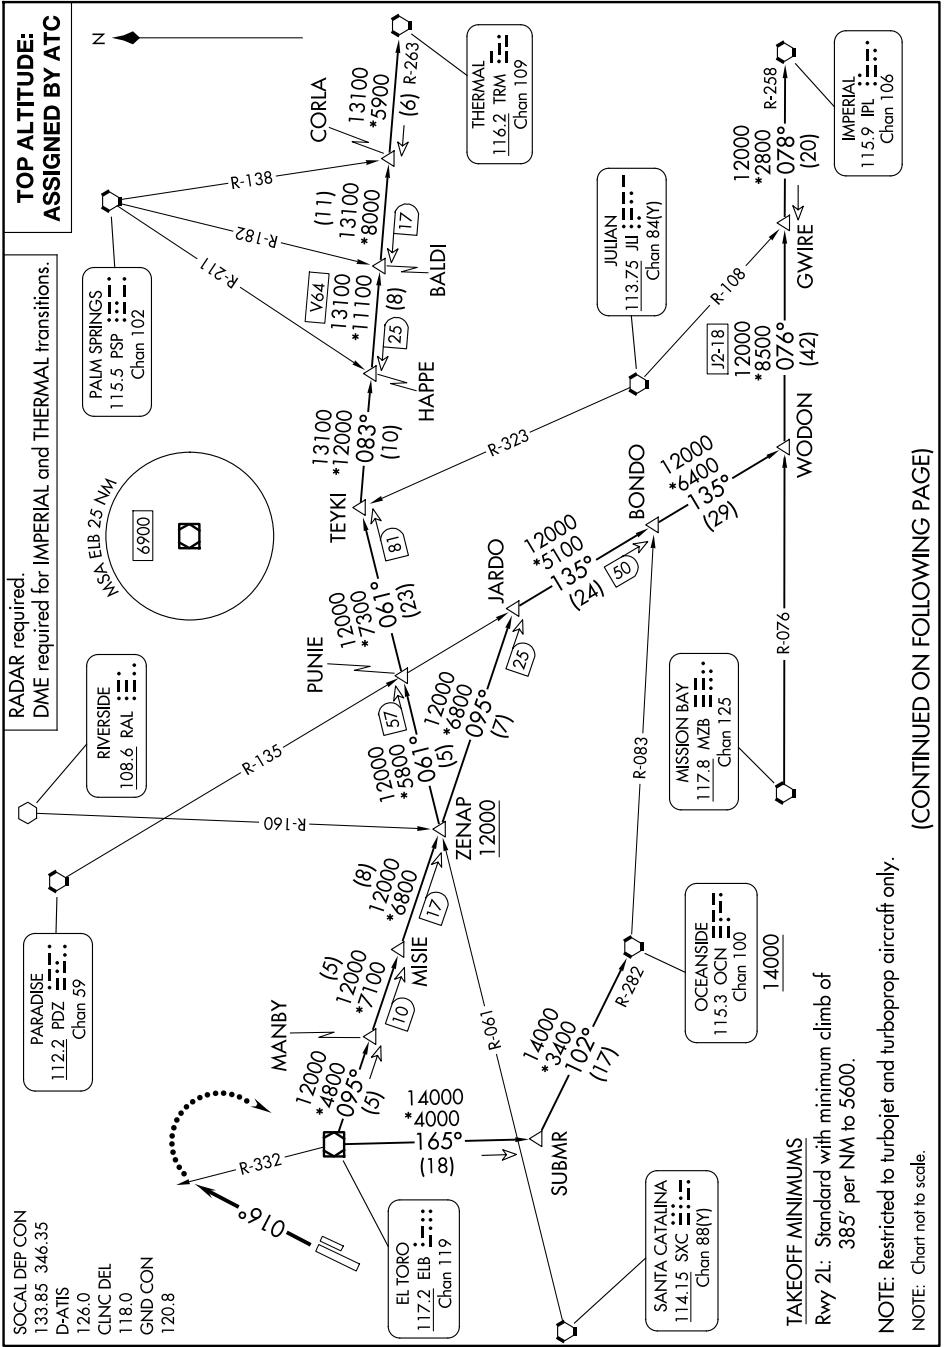 SOCAL DEP CON
133.85 346.35
D-ATIS
126.0
CLNC DEL
118.0
GND CON
120.8
RADAR required.
DME required for IMPERIAL and THERMAL transitions.
TOP ALTITUDE:
ASSIGNED BY ATC
N
PARADISE
112.2 PDZ
Chan 59
RIVERSIDE
108.6 RAL
MSA ELB 25 NM
6900
PALM SPRINGS
115.5 PSP
Chan 102
R-211
R-182
R-138
R-135
R-160
016°
R-332
EL TORO
117.2 ELB
Chan 119
12000
*4800
095°
(5)
MANBY
10
(5)
12000
*7100
MISIE
17
(8)
12000
*6800
ZENAP
12000
12000
*5800
061°
(5)
57
PUNIE
12000
*7300
061°
(23)
81
TEYKI
13100
*12000
083°
(10)
HAPPE
25
V64
13100
*11100
(8)
BALDI
17
(11)
13100
*8000
CORLA
13100
*5900
(6)
R-263
THERMAL
116.2 TRM
Chan 109
12000
*6800
095°
(7)
25
JARDO
12000
*5100
135°
(24)
50
BONDO
12000
*6400
135°
(29)
WODON
R-323
JULIAN
113.75 JLI
Chan 84(Y)
R-108
J2-18
12000
*8500
076°
(42)
GWIRE
12000
*2800
078°
(20)
R-258
IMPERIAL
115.9 IPL
Chan 106
14000
*4000
165°
(18)
SUBMR
R-061
14000
*3400
102°
(17)
R-282
OCEANSIDE
115.3 OCN
Chan 100
14000
R-083
MISSION BAY
117.8 MZB
Chan 125
R-076
SANTA CATALINA
114.15 SXC
Chan 88(Y)
TAKEOFF MINIMUMS
Rwy 2L: Standard with minimum climb of
385' per NM to 5600.
NOTE: Restricted to turbojet and turboprop aircraft only.
NOTE: Chart not to scale.
(CONTINUED ON FOLLOWING PAGE)